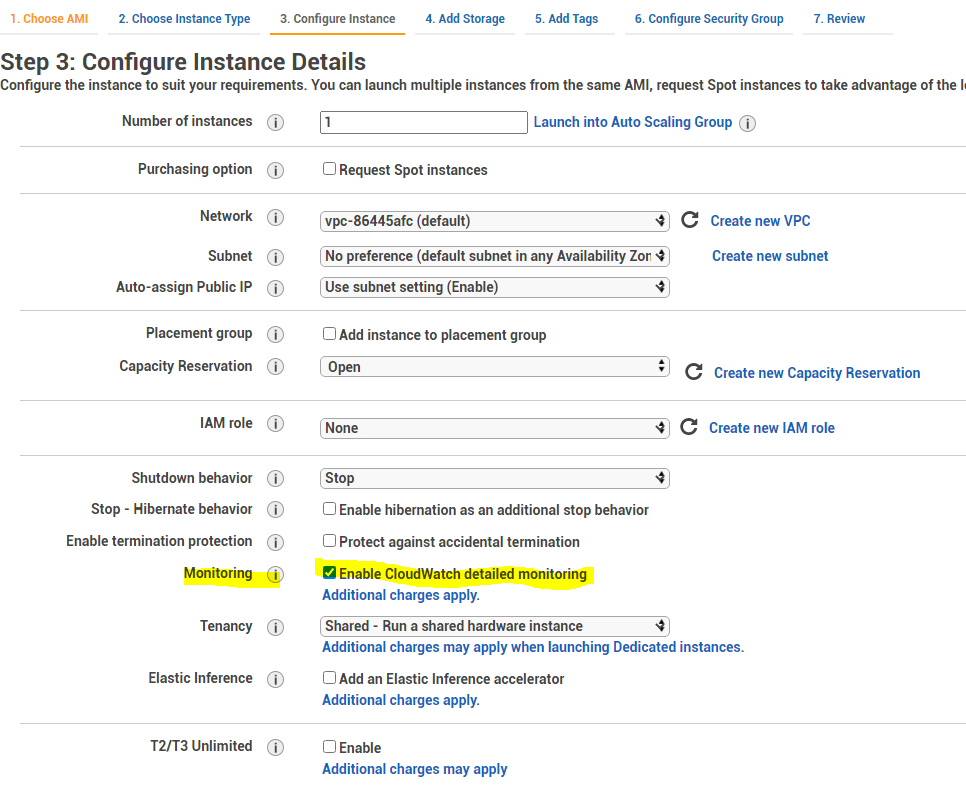 1. Choose AMI 2. Choose Instance Type 3. Configure Instance 4. Add Storage 5. Add Tags 6. Configure Security Group 7. Review
Step 3: Configure Instance Details
Configure the instance to suit your requirements. You can launch multiple instances from the same AMI, request Spot instances to take advantage of the
Number of instances i 1 Launch into Auto Scaling Group i
Purchasing option i Request Spot instances
Network i vpc-86445afc (default) Create new VPC
Subnet i No preference (default subnet in any Availability Zon Create new subnet
Auto-assign Public IP i Use subnet setting (Enable)
Placement group i Add instance to placement group
Capacity Reservation i Open Create new Capacity Reservation
IAM role i None Create new IAM role
Shutdown behavior i Stop
Stop - Hibernate behavior i Enable hibernation as an additional stop behavior
Enable termination protection i Protect against accidental termination
Monitoring i Enable CloudWatch detailed monitoring
Additional charges apply.
Tenancy i Shared - Run a shared hardware instance
Additional charges may apply when launching Dedicated instances.
Elastic Inference i Add an Elastic Inference accelerator
Additional charges apply.
T2/T3 Unlimited i Enable
Additional charges may apply